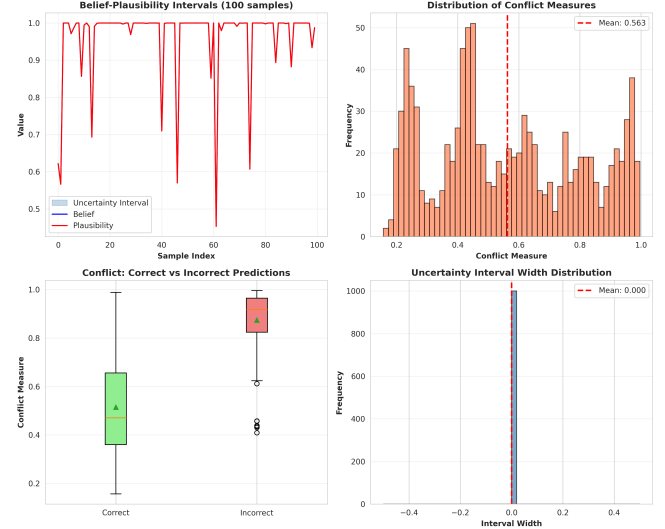 Belief-Plausibility Intervals (100 samples)
Value
1.0
0.9
0.8
0.7
0.6
0.5
Uncertainty Interval
Belief
Plausibility
0
20
40
60
80
100
Sample Index
Distribution of Conflict Measures
Frequency
50
40
30
20
10
0
Mean: 0.563
0.2
0.4
0.6
0.8
1.0
Conflict Measure
Conflict: Correct vs Incorrect Predictions
Conflict Measure
1.0
0.8
0.6
0.4
0.2
Correct
Incorrect
Uncertainty Interval Width Distribution
Frequency
1000
800
600
400
200
0
Mean: 0.000
−0.4
−0.2
0.0
0.2
0.4
Interval Width